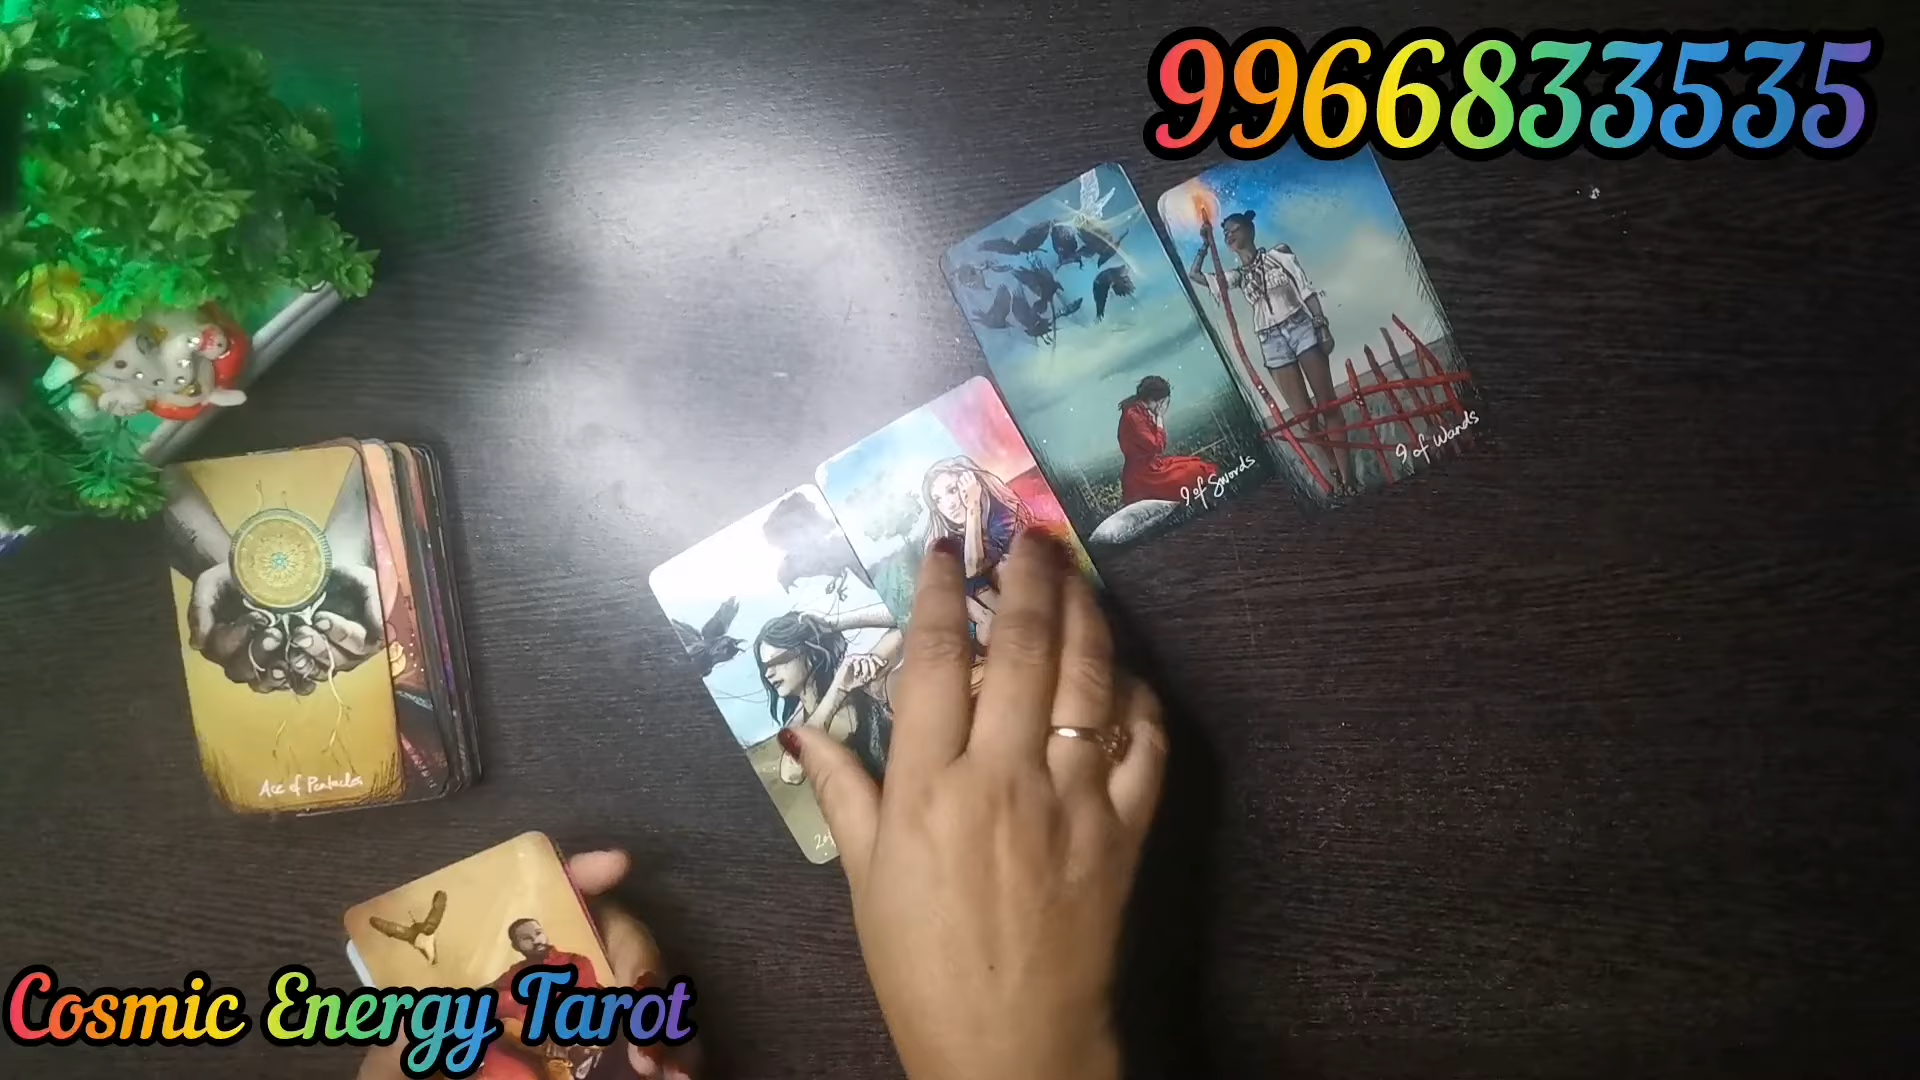 9966833535
9 of Wands
9 of Swords
Ace of Pentacles
Cosmic Energy Tarot